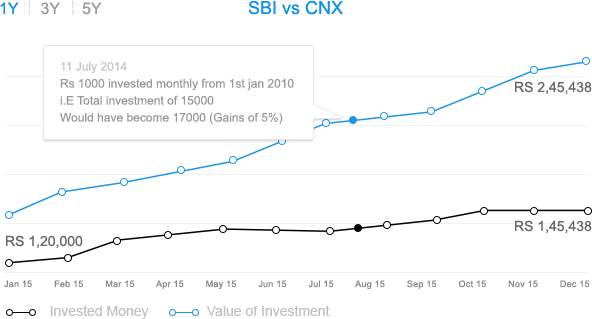 1Y 3Y 5Y
SBI vs CNX
11 July 2014
Rs 1000 invested monthly from 1st jan 2010
i.E Total investment of 15000
Would have become 17000 (Gains of 5%)
RS 2,45,438
RS 1,20,000
RS 1,45,438
Jan 15 Feb 15 Mar 15 Apr 15 May 15 Jun 15 Jul 15 Aug 15 Sep 15 Oct 15 Nov 15 Dec 15
Invested Money Value of Investment